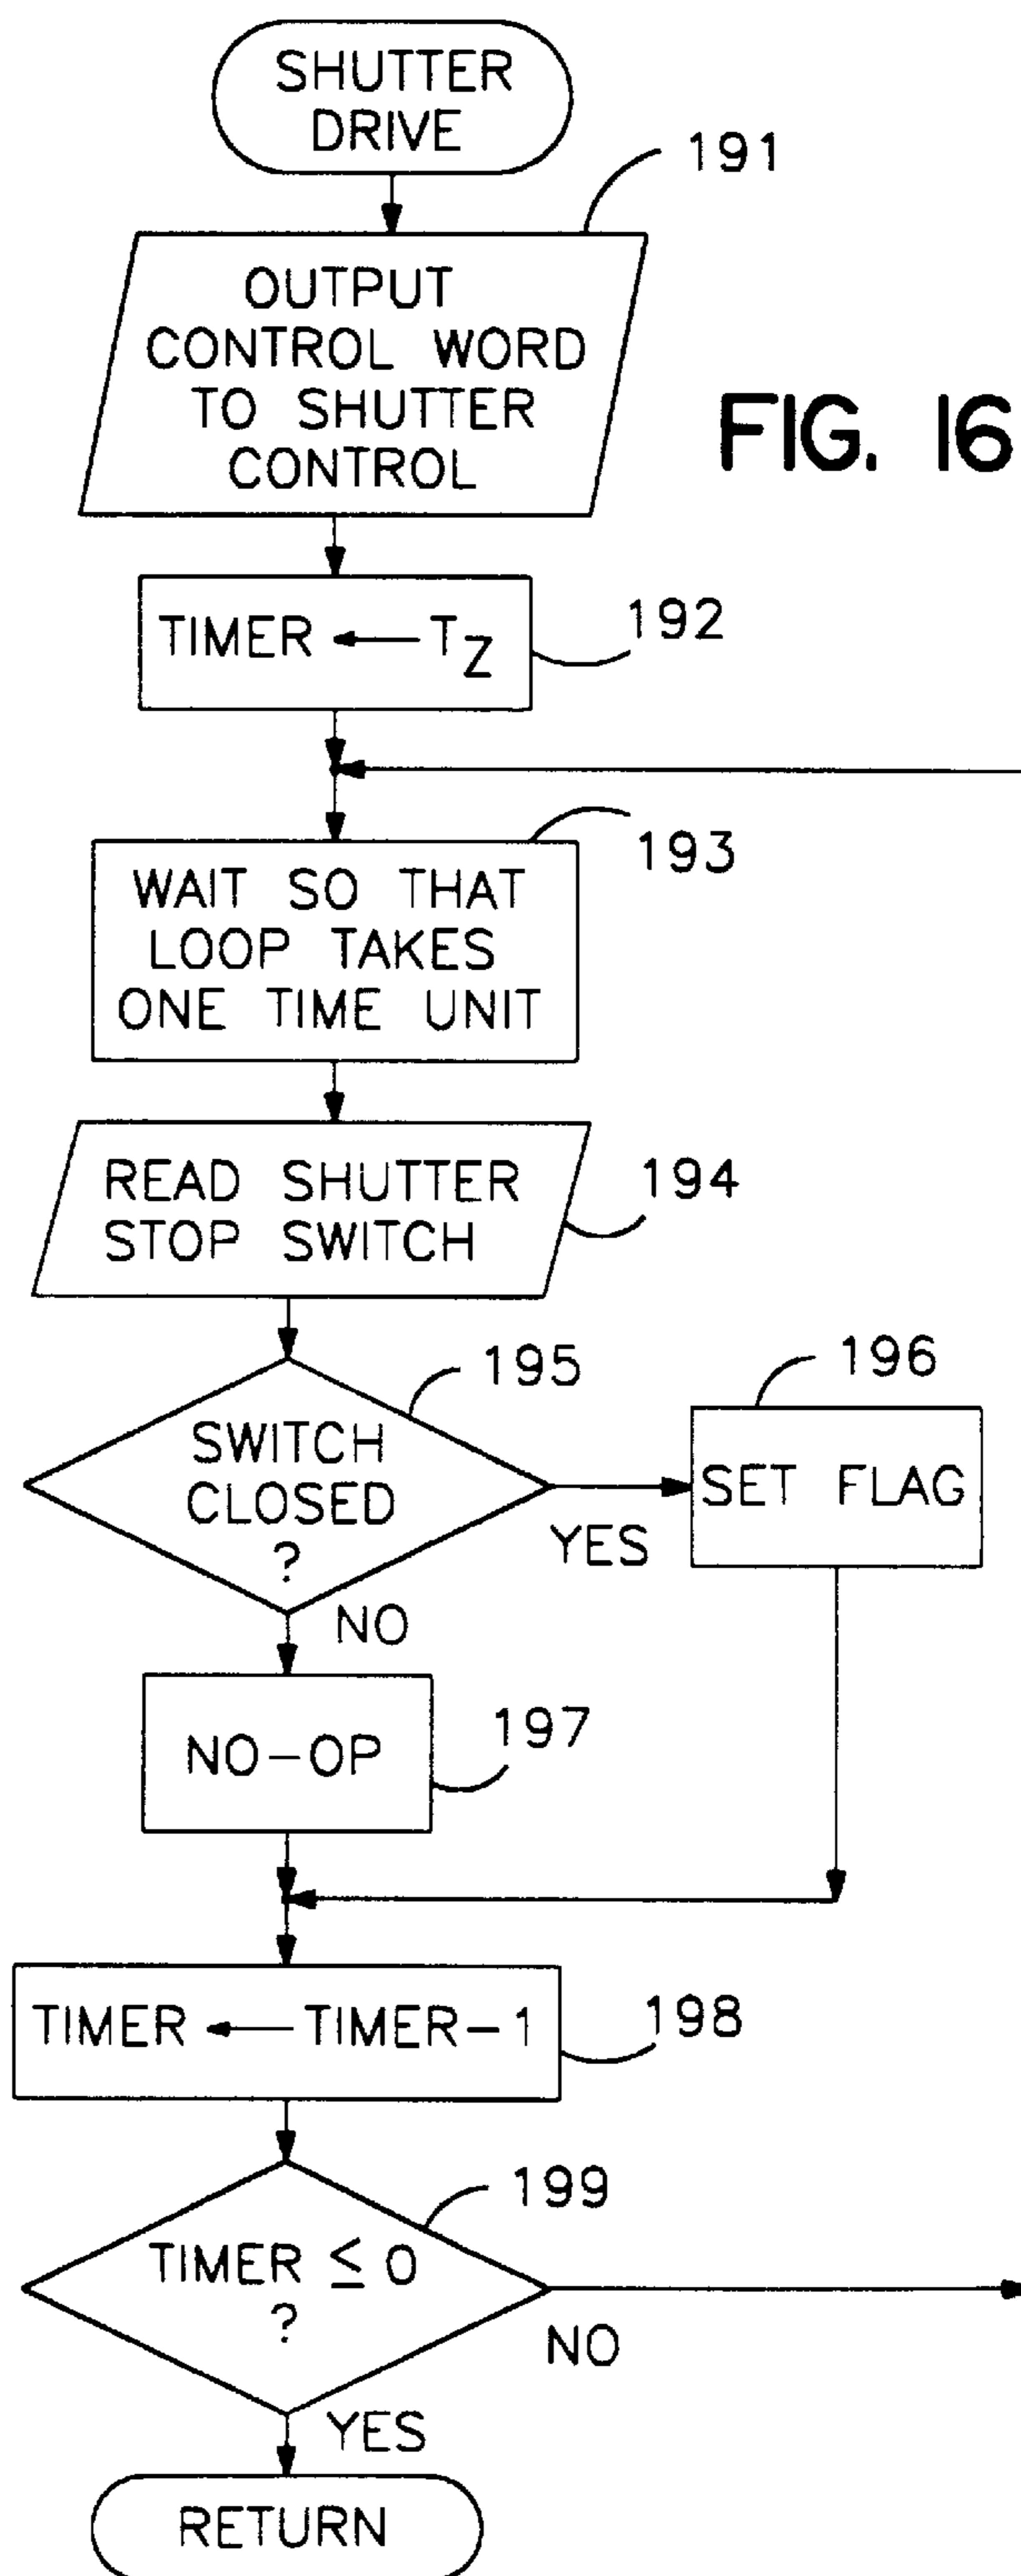 SHUTTER
DRIVE
191
OUTPUT
CONTROL WORD
TO SHUTTER
CONTROL
FIG. 16
192
TIMER ← TZ
193
WAIT SO THAT
LOOP TAKES
ONE TIME UNIT
194
READ SHUTTER
STOP SWITCH
195
196
SWITCH
CLOSED
?
YES
SET FLAG
NO
197
NO-OP
198
TIMER ← TIMER-1
199
TIMER ≤ 0
?
NO
YES
RETURN